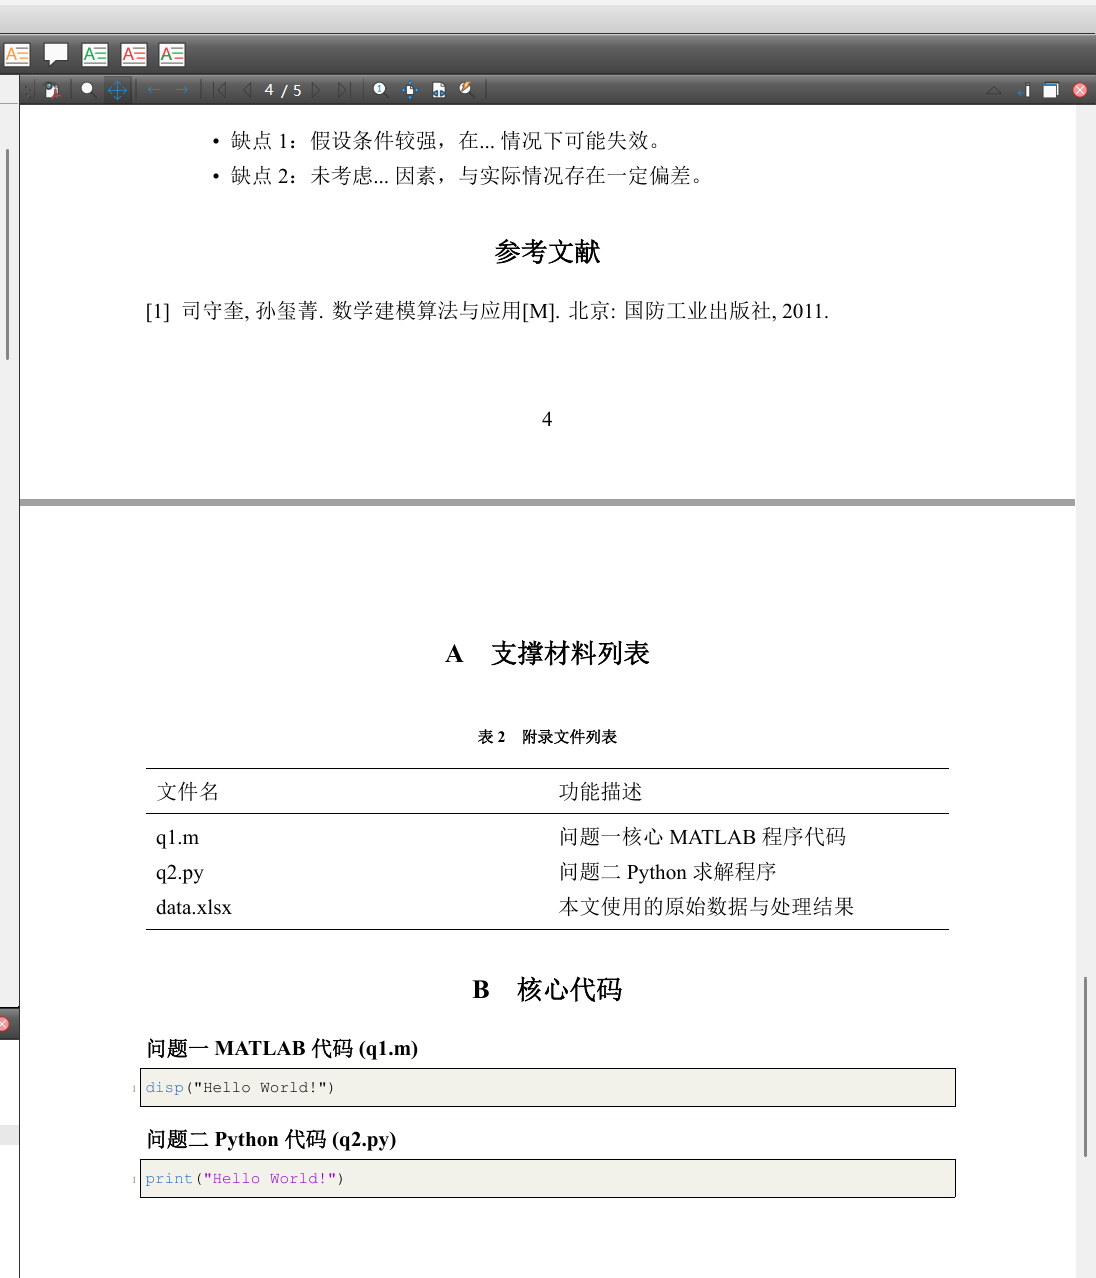 4 / 5
• 缺点 1：假设条件较强，在... 情况下可能失效。
• 缺点 2：未考虑... 因素，与实际情况存在一定偏差。
参考文献
[1] 司守奎, 孙玺菁. 数学建模算法与应用[M]. 北京: 国防工业出版社, 2011.
4
A 支撑材料列表
表 2 附录文件列表
文件名 功能描述
q1.m 问题一核心 MATLAB 程序代码
q2.py 问题二 Python 求解程序
data.xlsx 本文使用的原始数据与处理结果
B 核心代码
问题一 MATLAB 代码 (q1.m)
1 disp("Hello World!")
问题二 Python 代码 (q2.py)
1 print("Hello World!")